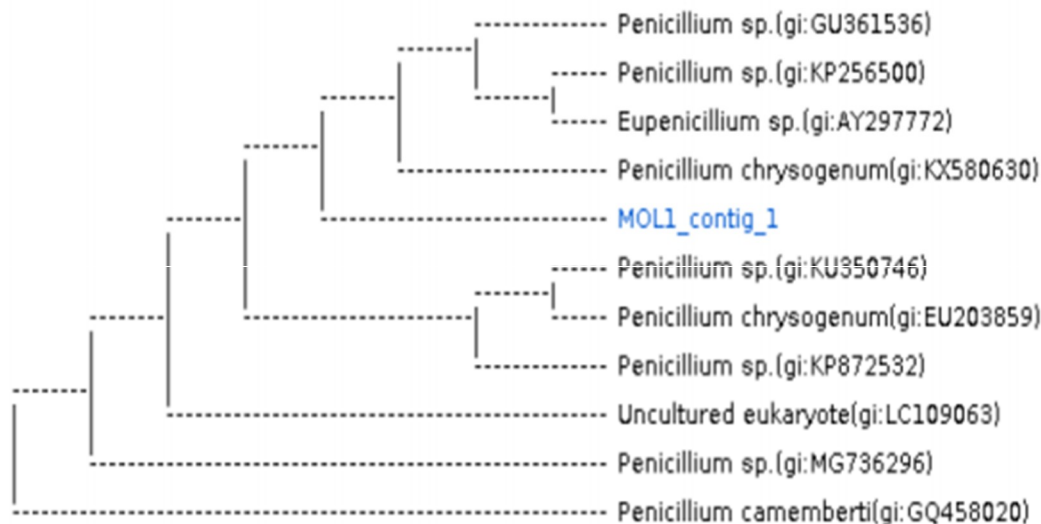 Penicillium sp.(gi:GU361536)
Penicillium sp.(gi:KP256500)
Eupenicillium sp.(gi:AY297772)
Penicillium chrysogenum(gi:KX580630)
MOL1_contig_1
Penicillium sp.(gi:KU350746)
Penicillium chrysogenum(gi:EU203859)
Penicillium sp.(gi:KP872532)
Uncultured eukaryote(gi:LC109063)
Penicillium sp.(gi:MG736296)
Penicillium camemberti(gi:GQ458020)